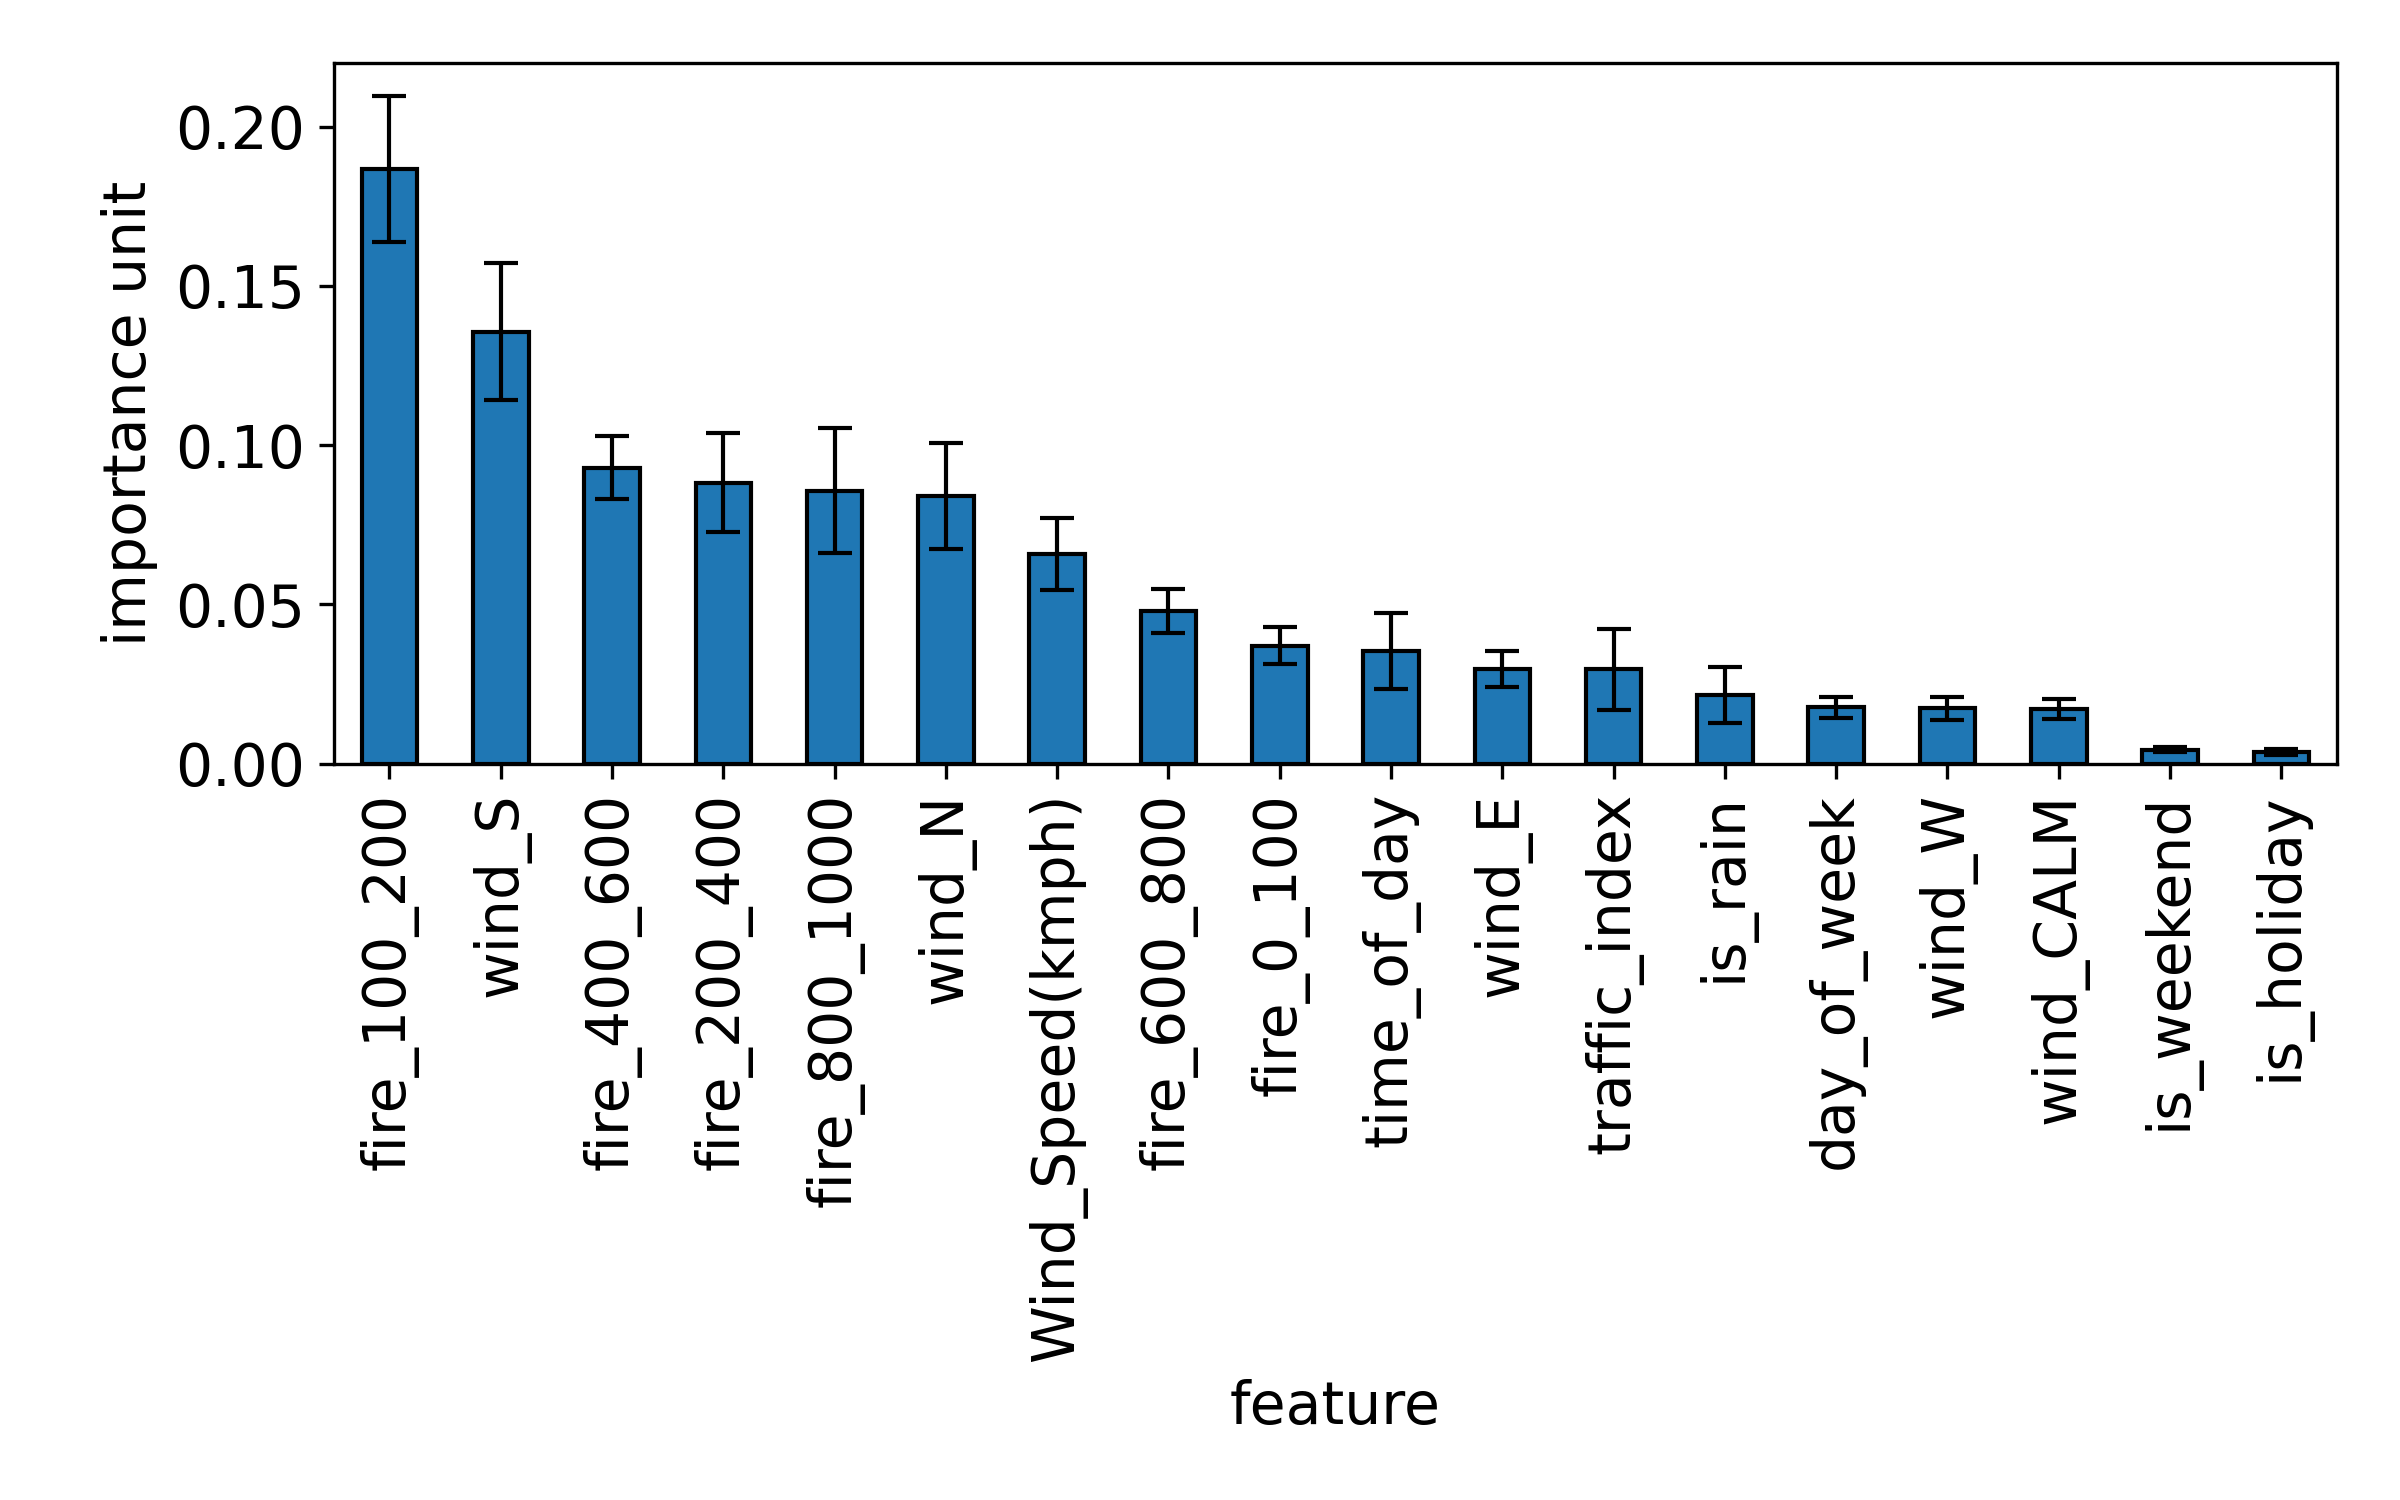 importance unit
0.20
0.15
0.10
0.05
0.00
fire_100_200
wind_S
fire_400_600
fire_200_400
fire_800_1000
wind_N
Wind_Speed(kmph)
fire_600_800
fire_0_100
time_of_day
wind_E
traffic_index
is_rain
day_of_week
wind_W
wind_CALM
is_weekend
is_holiday
feature